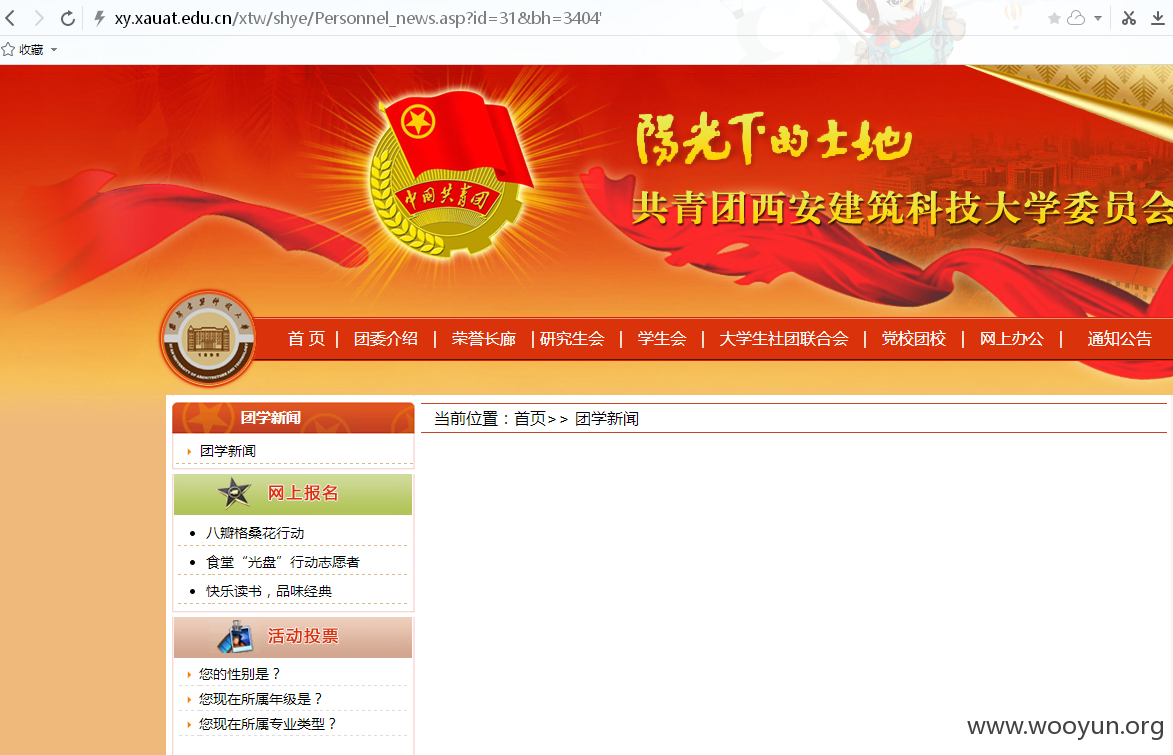 xy.xauat.edu.cn/xtw/shye/Personnel_news.asp?id=31&bh=3404'
收藏
陽光下的土地
中国共青团
共青团西安建筑科技大学委员会
首 页 | 团委介绍 | 荣誉长廊 | 研究生会 | 学生会 | 大学生社团联合会 | 党校团校 | 网上办公 | 通知公告
团学新闻
当前位置：首页>> 团学新闻
团学新闻
网上报名
八瓣格桑花行动
食堂“光盘”行动志愿者
快乐读书，品味经典
活动投票
您的性别是？
您现在所属年级是？
您现在所属专业类型？
www.wooyun.org